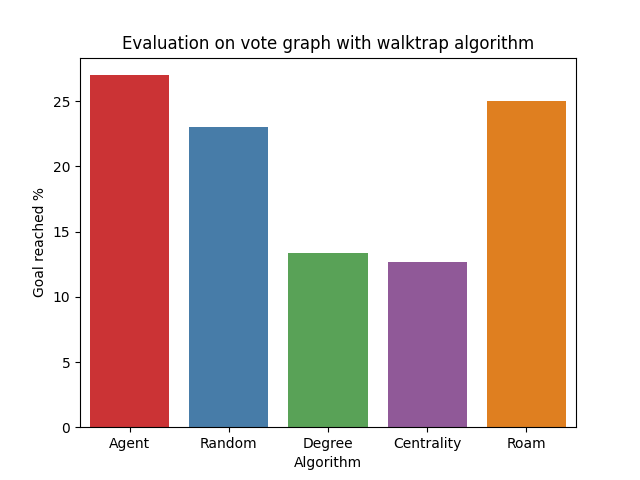 Evaluation on vote graph with walktrap algorithm
Goal reached %
25
20
15
10
5
0
Agent Random Degree Centrality Roam
Algorithm